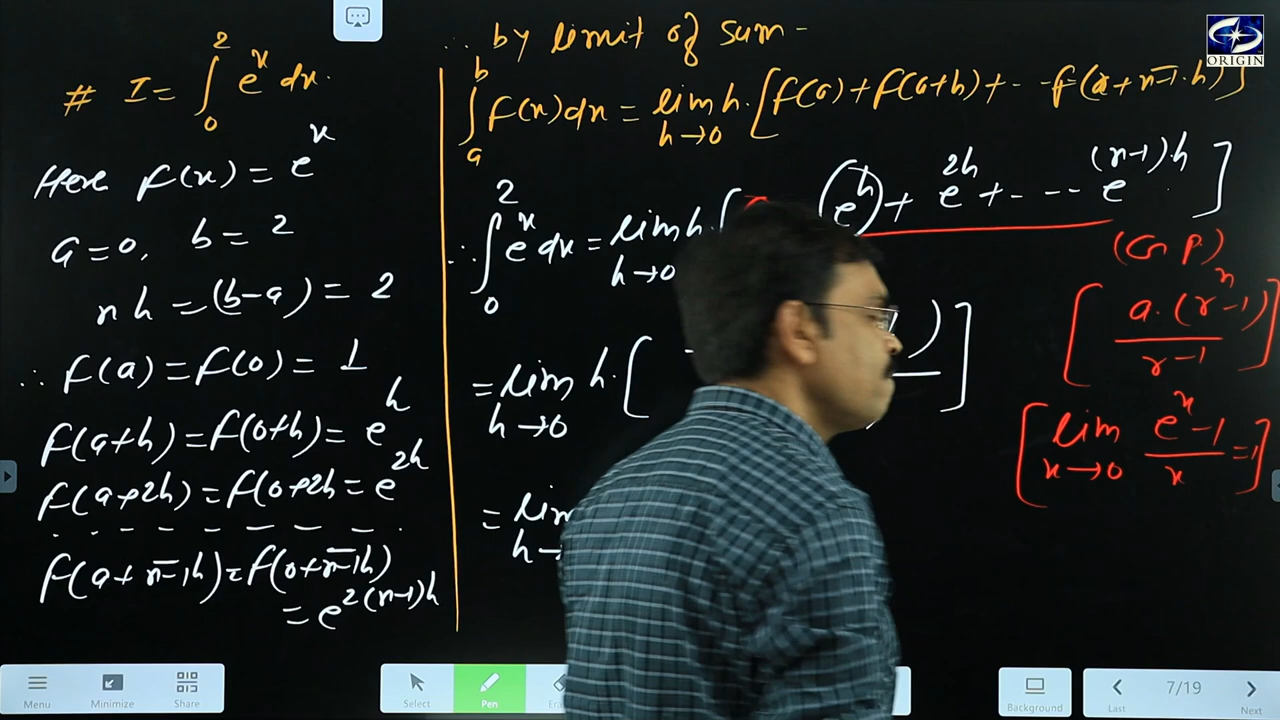 # I = ∫₀² eˣ dx.
Here f(x) = eˣ
a=0, b=2
nh = (b-a) = 2
∴ f(a) = f(0) = 1
f(a+h) = f(0+h) = eʰ
f(a+2h) = f(0+2h = e²ʰ
f(a+n̅-̅1̅h) = f(0+n̅-̅1̅h)
= e²⁽ⁿ⁻¹⁾ʰ
∴ by limit of sum -
∫ₐᵇ f(x)dx = lim h→0 h. [f(a)+f(a+h)+--f(a+n̅-̅1̅.h)]
∴ ∫₀² eˣ dx = lim h→0 h. [ (eʰ) + e²ʰ + ---- e⁽ⁿ⁻¹⁾·ʰ ]
(G P)
= lim h→0 h. [ ) ]
= lim
[ a.(rⁿ-1) / r-1 ]
[ lim x→0 eˣ-1 / x = 1 ]
ORIGIN
Menu
Minimize
Share
Select
Pen
Background
Last
7/19
Next